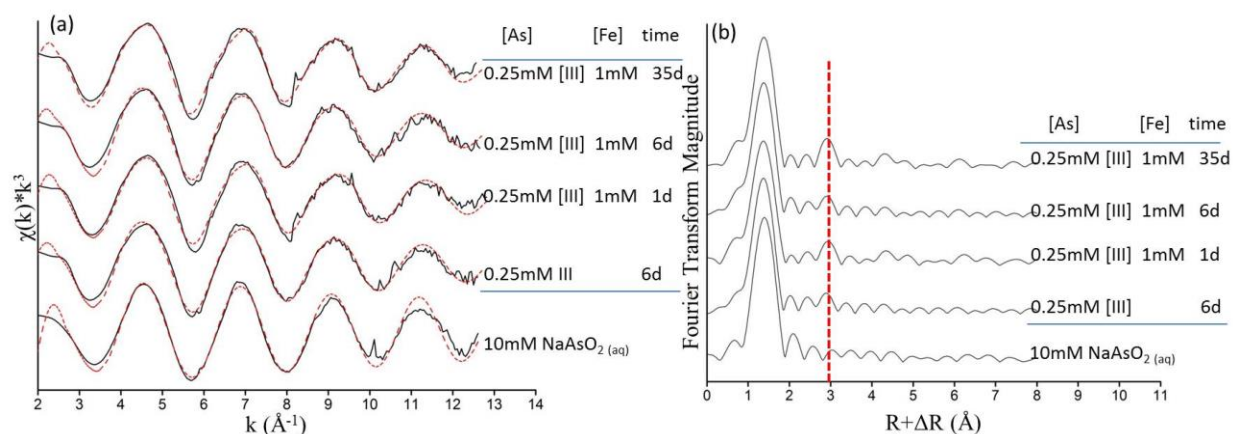 (a)
[As] [Fe] time
0.25mM [III] 1mM 35d
0.25mM [III] 1mM 6d
0.25mM [III] 1mM 1d
0.25mM III 6d
10mM NaAsO2 (aq)
χ(k)*k3
2 3 4 5 6 7 8 9 10 11 12 13 14
k (Å-1)
(b)
[As] [Fe] time
0.25mM [III] 1mM 35d
0.25mM [III] 1mM 6d
0.25mM [III] 1mM 1d
0.25mM [III] 6d
10mM NaAsO2 (aq)
Fourier Transform Magnitude
0 1 2 3 4 5 6 7 8 9 10 11
R+ΔR (Å)